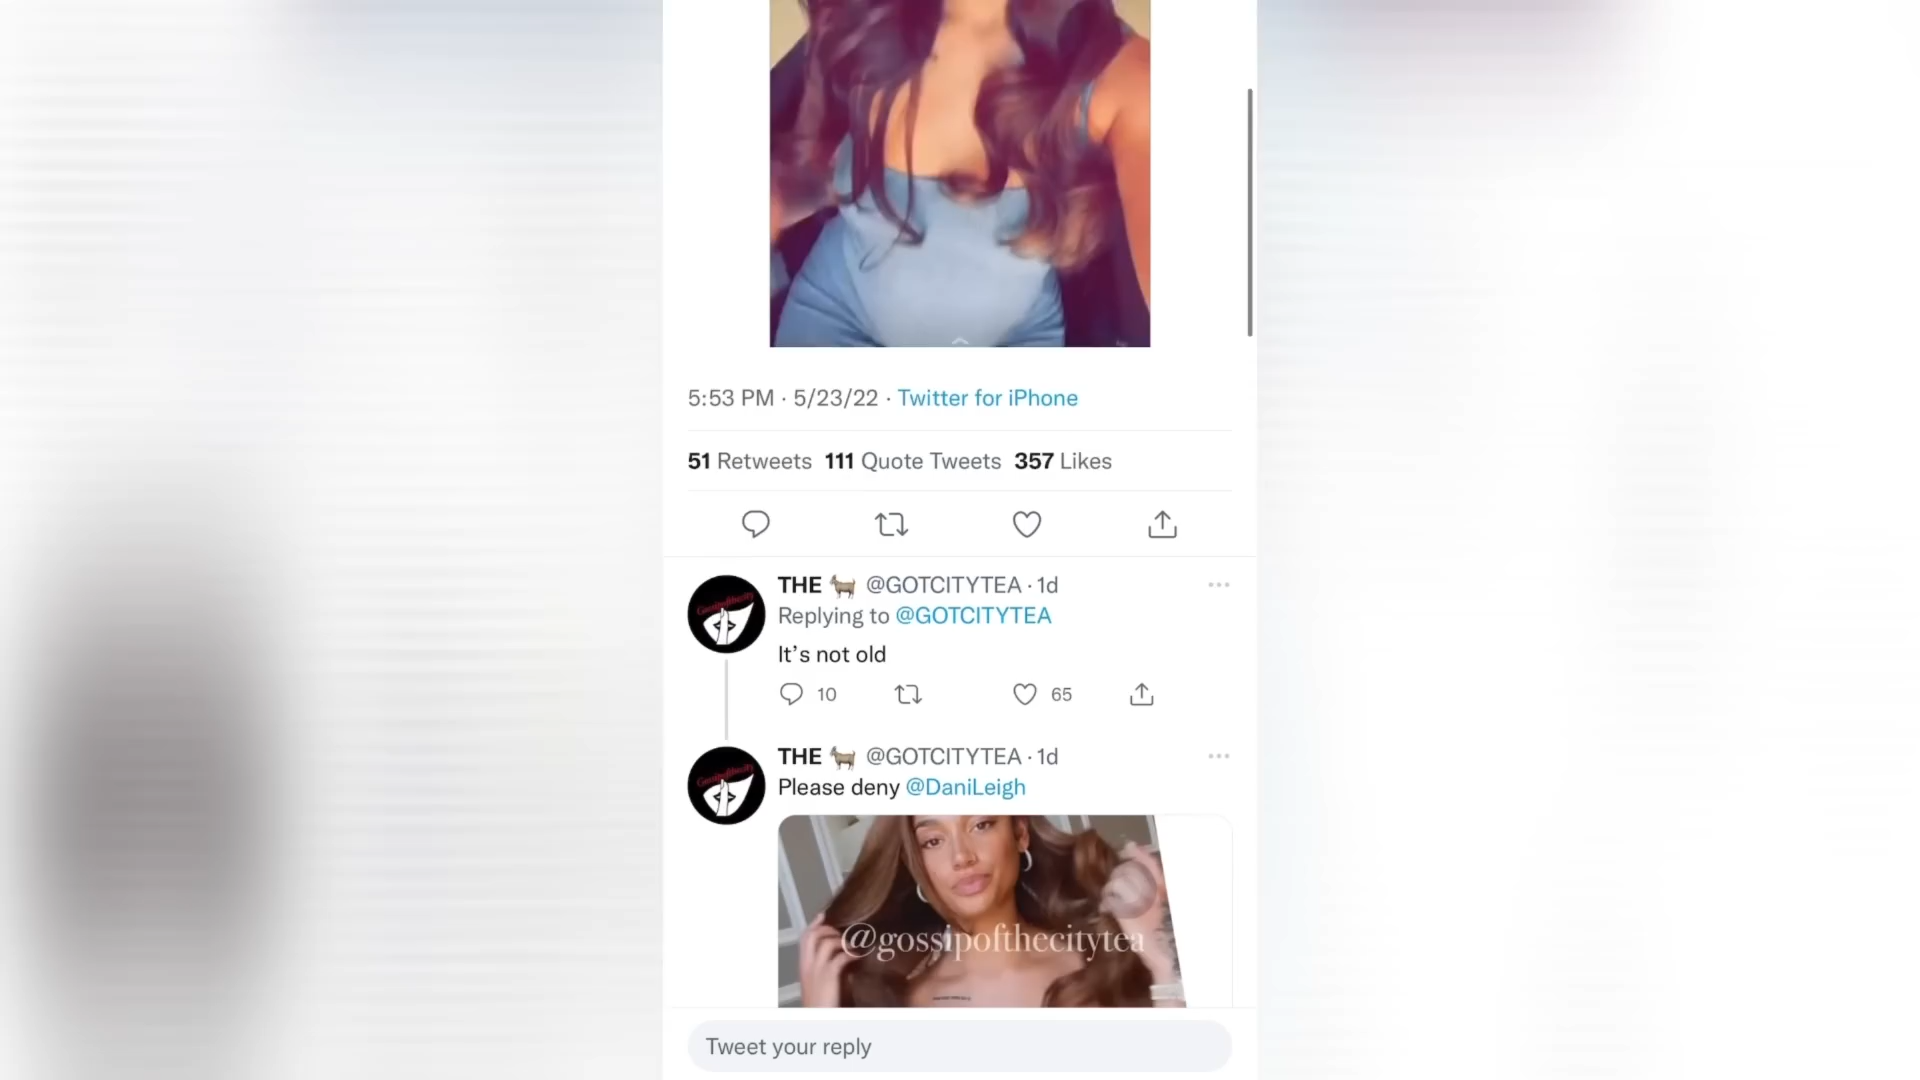 5:53 PM · 5/23/22 · Twitter for iPhone
51 Retweets 111 Quote Tweets 357 Likes
THE 🐐 @GOTCITYTEA · 1d
Replying to @GOTCITYTEA
It’s not old
10 65
THE 🐐 @GOTCITYTEA · 1d
Please deny @DaniLeigh
@gossipofthecitytea
Tweet your reply